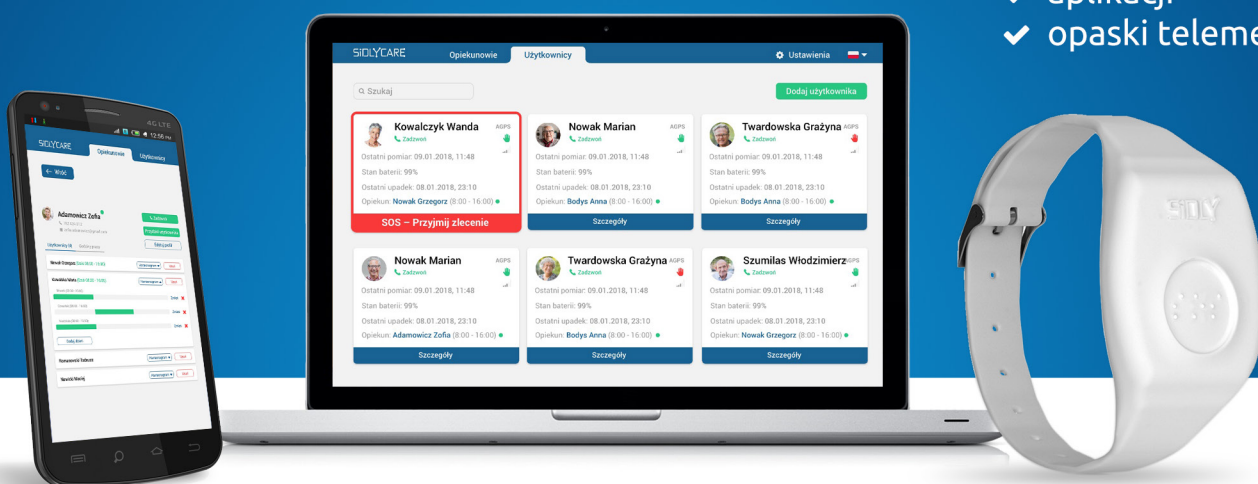 aplikacji
opaski teleme
SiDLYCARE
Opiekunowie
Użytkownicy
Ustawienia
Szukaj
Dodaj użytkownika
Kowalczyk Wanda AGPS
Zadzwoń
Ostatni pomiar: 09.01.2018, 11:48
Stan baterii: 99%
Ostatni upadek: 08.01.2018, 23:10
Opiekun: Nowak Grzegorz (8:00 - 16:00)
SOS – Przyjmij zlecenie
Nowak Marian AGPS
Zadzwoń
Ostatni pomiar: 09.01.2018, 11:48
Stan baterii: 99%
Ostatni upadek: 08.01.2018, 23:10
Opiekun: Bodys Anna (8:00 - 16:00)
Szczegóły
Twardowska Grażyna AGPS
Zadzwoń
Ostatni pomiar: 09.01.2018, 11:48
Stan baterii: 99%
Ostatni upadek: 08.01.2018, 23:10
Opiekun: Bodys Anna (8:00 - 16:00)
Szczegóły
Nowak Marian AGPS
Zadzwoń
Ostatni pomiar: 09.01.2018, 11:48
Stan baterii: 99%
Ostatni upadek: 08.01.2018, 23:10
Opiekun: Adamowicz Zofia (8:00 - 16:00)
Szczegóły
Twardowska Grażyna AGPS
Zadzwoń
Ostatni pomiar: 09.01.2018, 11:48
Stan baterii: 99%
Ostatni upadek: 08.01.2018, 23:10
Opiekun: Bodys Anna (8:00 - 16:00)
Szczegóły
Szumilas Włodzimierz AGPS
Zadzwoń
Ostatni pomiar: 09.01.2018, 11:48
Stan baterii: 99%
Ostatni upadek: 08.01.2018, 23:10
Opiekun: Nowak Grzegorz (8:00 - 16:00)
Szczegóły
4G LTE
12:56 PM
SiDLYCARE
Opiekunowie
Użytkownicy
Wróć
Adamowicz Zofia
Zadzwoń
SiDLY